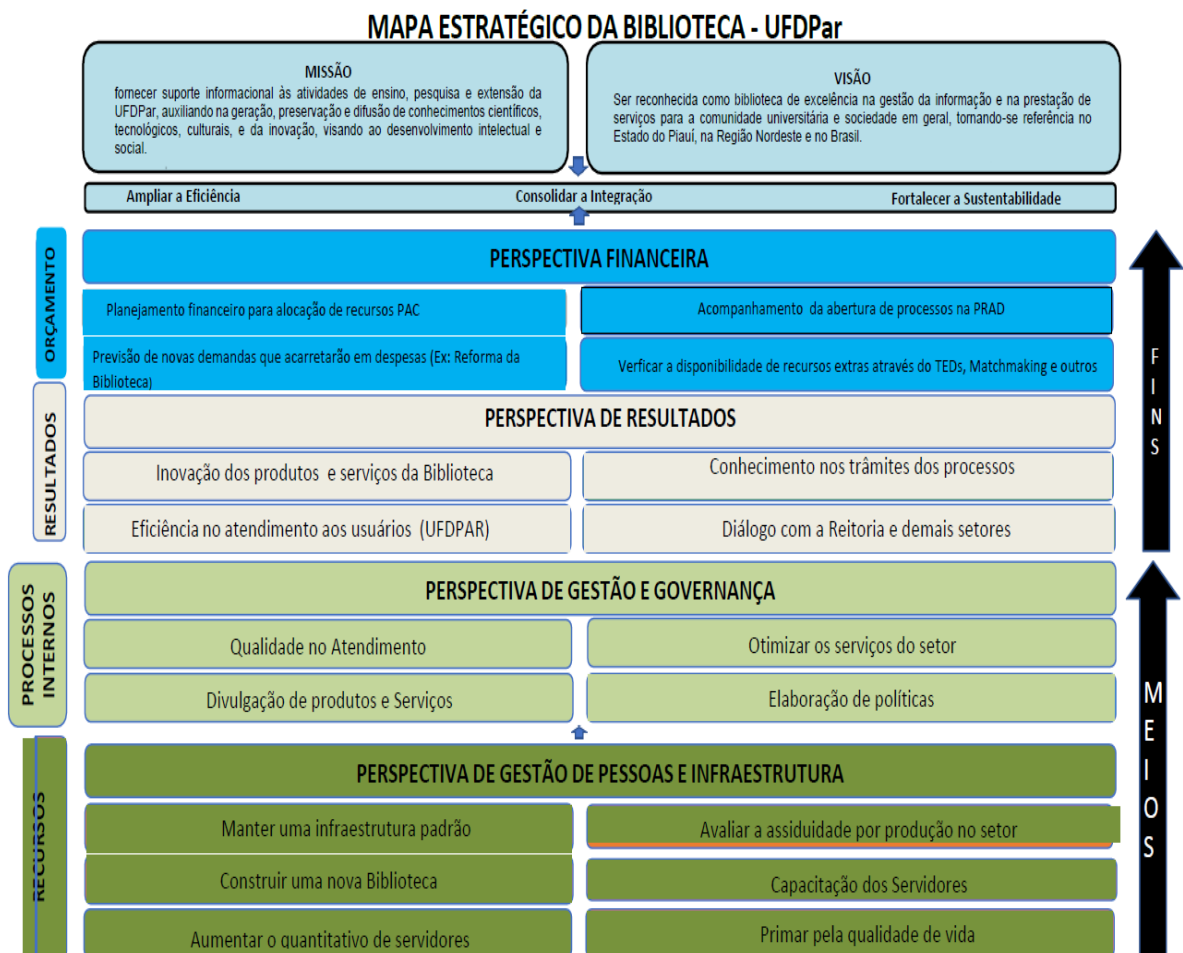 MAPA ESTRATÉGICO DA BIBLIOTECA - UFDPar
MISSÃO
fornecer suporte informacional às atividades de ensino, pesquisa e extensão da
UFDPar, auxiliando na geração, preservação e difusão de conhecimentos científicos,
tecnológicos, culturais, e da inovação, visando ao desenvolvimento intelectual e
social.
VISÃO
Ser reconhecida como biblioteca de excelência na gestão da informação e na prestação de
serviços para a comunidade universitária e sociedade em geral, tornando-se referência no
Estado do Piauí, na Região Nordeste e no Brasil.
Ampliar a Eficiência
Consolidar a Integração
Fortalecer a Sustentabilidade
ORÇAMENTO
PERSPECTIVA FINANCEIRA
Planejamento financeiro para alocação de recursos PAC
Acompanhamento da abertura de processos na PRAD
Previsão de novas demandas que acarretarão em despesas (Ex: Reforma da
Biblioteca)
Verficar a disponibilidade de recursos extras através do TEDs, Matchmaking e outros
RESULTADOS
PERSPECTIVA DE RESULTADOS
Inovação dos produtos e serviços da Biblioteca
Conhecimento nos trâmites dos processos
Eficiência no atendimento aos usuários (UFDPAR)
Diálogo com a Reitoria e demais setores
FINS
PROCESSOS
INTERNOS
PERSPECTIVA DE GESTÃO E GOVERNANÇA
Qualidade no Atendimento
Otimizar os serviços do setor
Divulgação de produtos e Serviços
Elaboração de políticas
RECURSOS
PERSPECTIVA DE GESTÃO DE PESSOAS E INFRAESTRUTURA
Manter uma infraestrutura padrão
Avaliar a assiduidade por produção no setor
Construir uma nova Biblioteca
Capacitação dos Servidores
Aumentar o quantitativo de servidores
Primar pela qualidade de vida
MEIOS